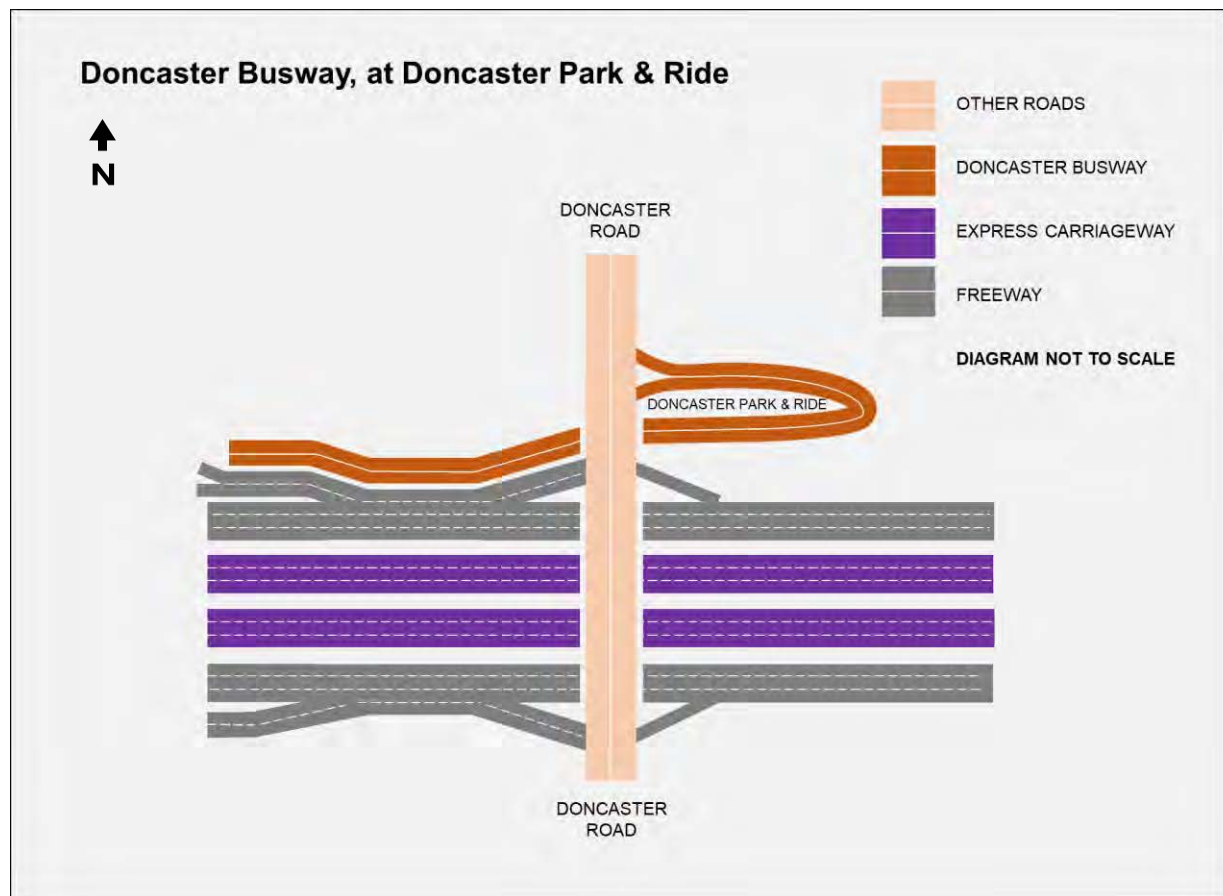 Doncaster Busway, at Doncaster Park & Ride
N
OTHER ROADS
DONCASTER BUSWAY
EXPRESS CARRIAGEWAY
FREEWAY
DIAGRAM NOT TO SCALE
DONCASTER
ROAD
DONCASTER PARK & RIDE
DONCASTER
ROAD